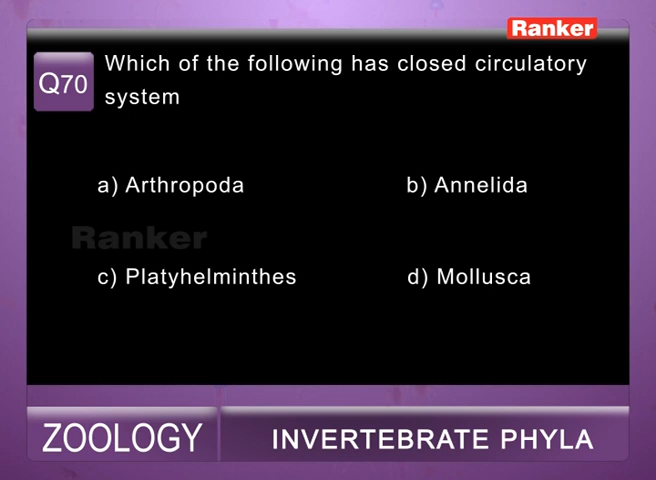 Ranker
Q70
Which of the following has closed circulatory
system
a) Arthropoda
b) Annelida
Ranker
c) Platyhelminthes
d) Mollusca
ZOOLOGY
INVERTEBRATE PHYLA